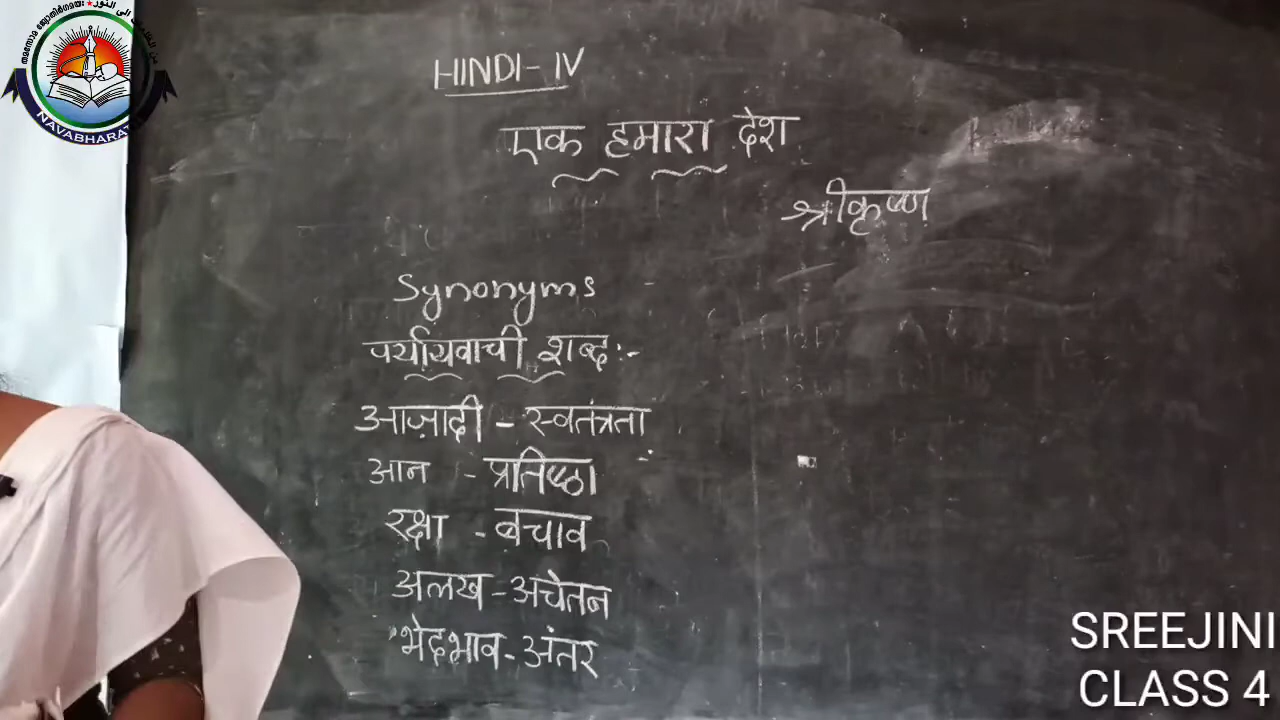 HINDI- IV
एक हमारा देश
श्रीकृष्ण
Synonyms -
पर्यायवाची शब्द :-
आज़ादी - स्वतंत्रता
आन - प्रतिष्ठा
रक्षा - बचाव
अलख - अचेतन
भेदभाव - अंतर
NAVABHARAT
SREEJINI
CLASS 4